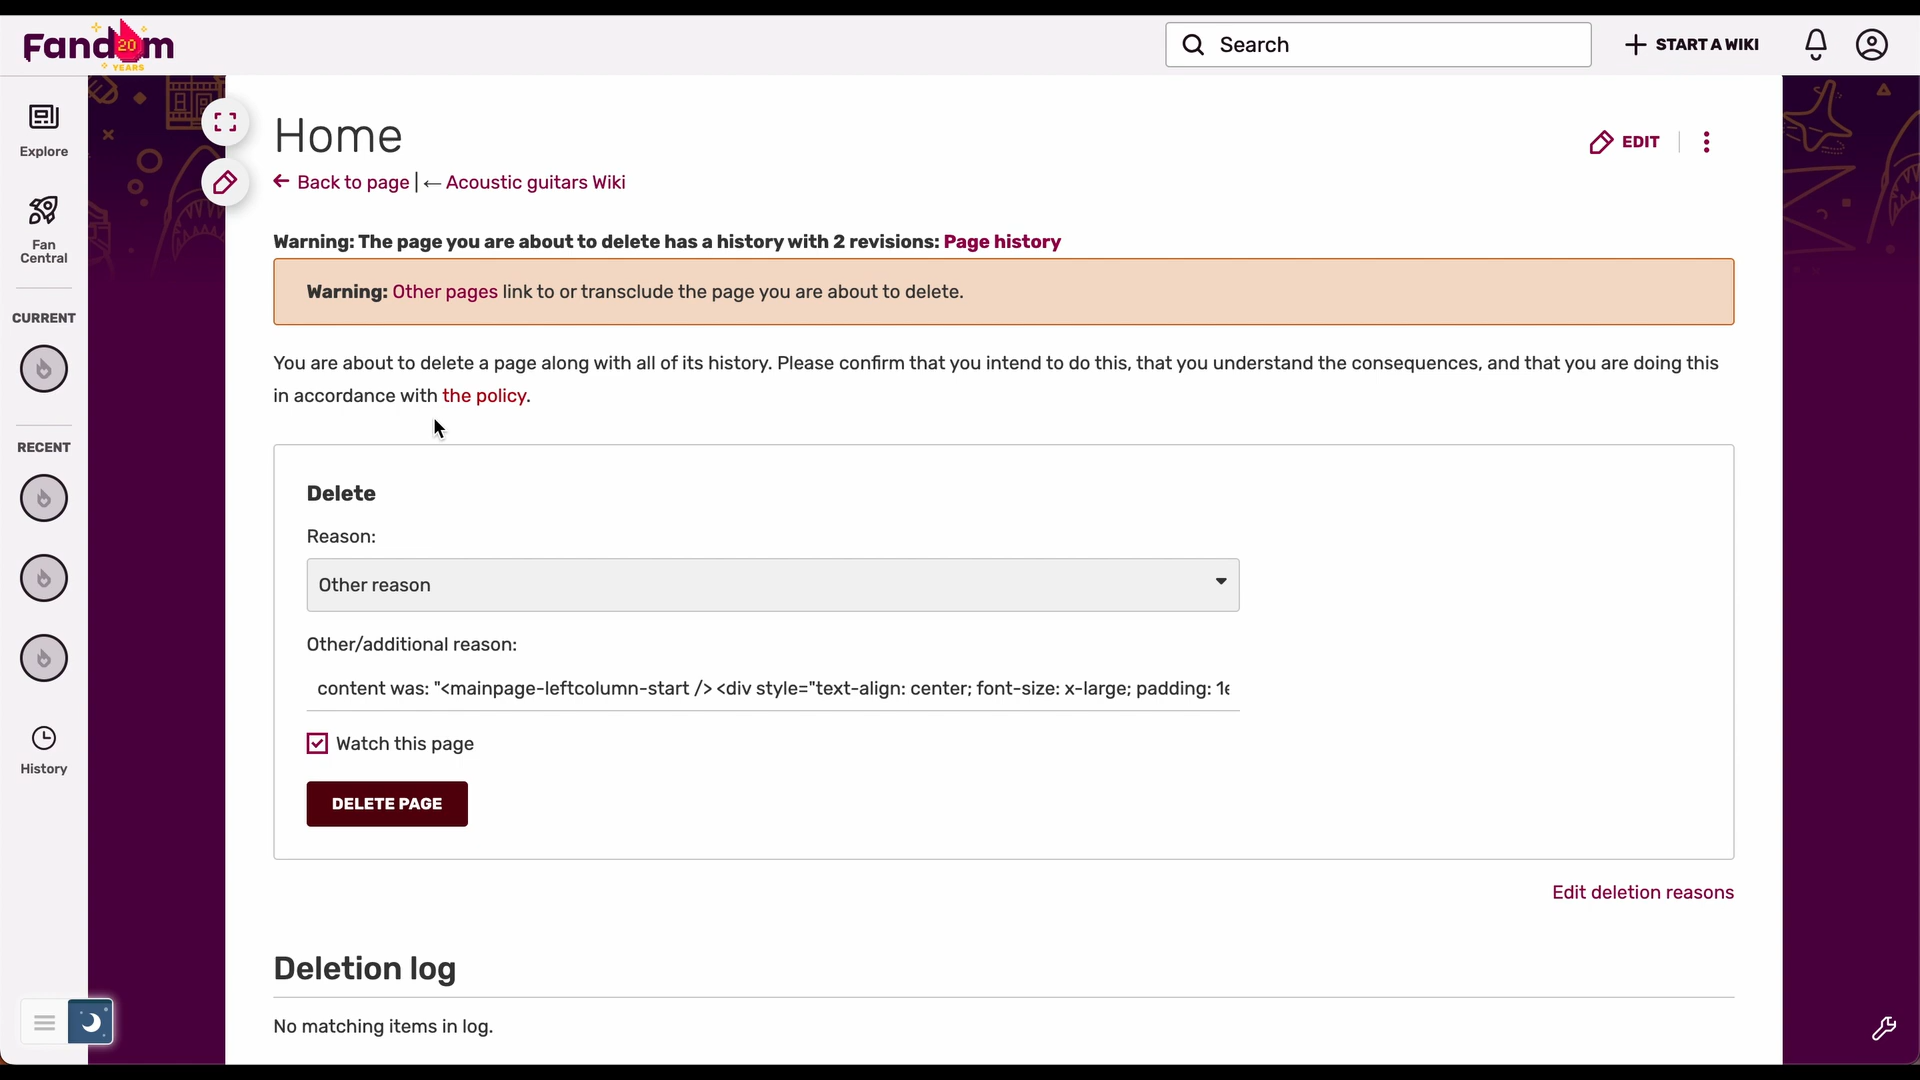 Fand20m
YEARS
Search
START A WIKI
Explore
Fan
Central
CURRENT
RECENT
History
Home
EDIT
Back to page | ← Acoustic guitars Wiki
Warning: The page you are about to delete has a history with 2 revisions: Page history
Warning: Other pages link to or transclude the page you are about to delete.
You are about to delete a page along with all of its history. Please confirm that you intend to do this, that you understand the consequences, and that you are doing this
in accordance with the policy.
Delete
Reason:
Other reason
Other/additional reason:
content was: "<mainpage-leftcolumn-start /> <div style="text-align: center; font-size: x-large; padding: 1e
Watch this page
DELETE PAGE
Edit deletion reasons
Deletion log
No matching items in log.